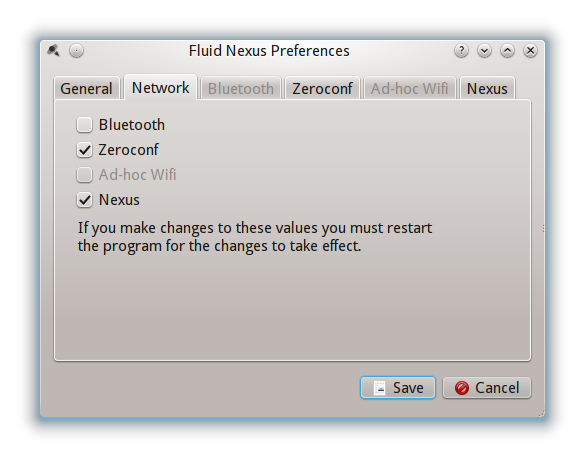 Fluid Nexus Preferences
General Network Bluetooth Zeroconf Ad-hoc Wifi Nexus
Bluetooth
Zeroconf
Ad-hoc Wifi
Nexus
If you make changes to these values you must restart
the program for the changes to take effect.
Save Cancel